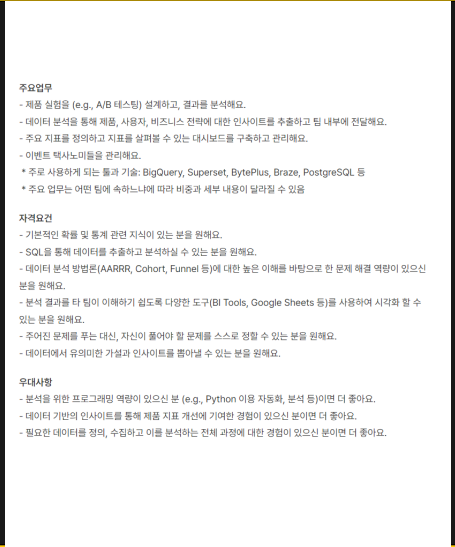 주요업무
- 제품 실험을 (e.g., A/B 테스팅) 설계하고, 결과를 분석해요.
- 데이터 분석을 통해 제품, 사용자, 비즈니스 전략에 대한 인사이트를 추출하고 팀 내부에 전달해요.
- 주요 지표를 정의하고 지표를 살펴볼 수 있는 대시보드를 구축하고 관리해요.
- 이벤트 택사노미들을 관리해요.
* 주로 사용하게 되는 툴과 기술: BigQuery, Superset, BytePlus, Braze, PostgreSQL 등
* 주요 업무는 어떤 팀에 속하느냐에 따라 비중과 세부 내용이 달라질 수 있음
자격요건
- 기본적인 확률 및 통계 관련 지식이 있는 분을 원해요.
- SQL을 통해 데이터를 추출하고 분석하실 수 있는 분을 원해요.
- 데이터 분석 방법론(AARRR, Cohort, Funnel 등)에 대한 높은 이해를 바탕으로 한 문제 해결 역량이 있으신
분을 원해요.
- 분석 결과를 타 팀이 이해하기 쉽도록 다양한 도구(BI Tools, Google Sheets 등)를 사용하여 시각화 할 수
있는 분을 원해요.
- 주어진 문제를 푸는 대신, 자신이 풀어야 할 문제를 스스로 정할 수 있는 분을 원해요.
- 데이터에서 유의미한 가설과 인사이트를 뽑아낼 수 있는 분을 원해요.
우대사항
- 분석을 위한 프로그래밍 역량이 있으신 분 (e.g., Python 이용 자동화, 분석 등)이면 더 좋아요.
- 데이터 기반의 인사이트를 통해 제품 지표 개선에 기여한 경험이 있으신 분이면 더 좋아요.
- 필요한 데이터를 정의, 수집하고 이를 분석하는 전체 과정에 대한 경험이 있으신 분이면 더 좋아요.